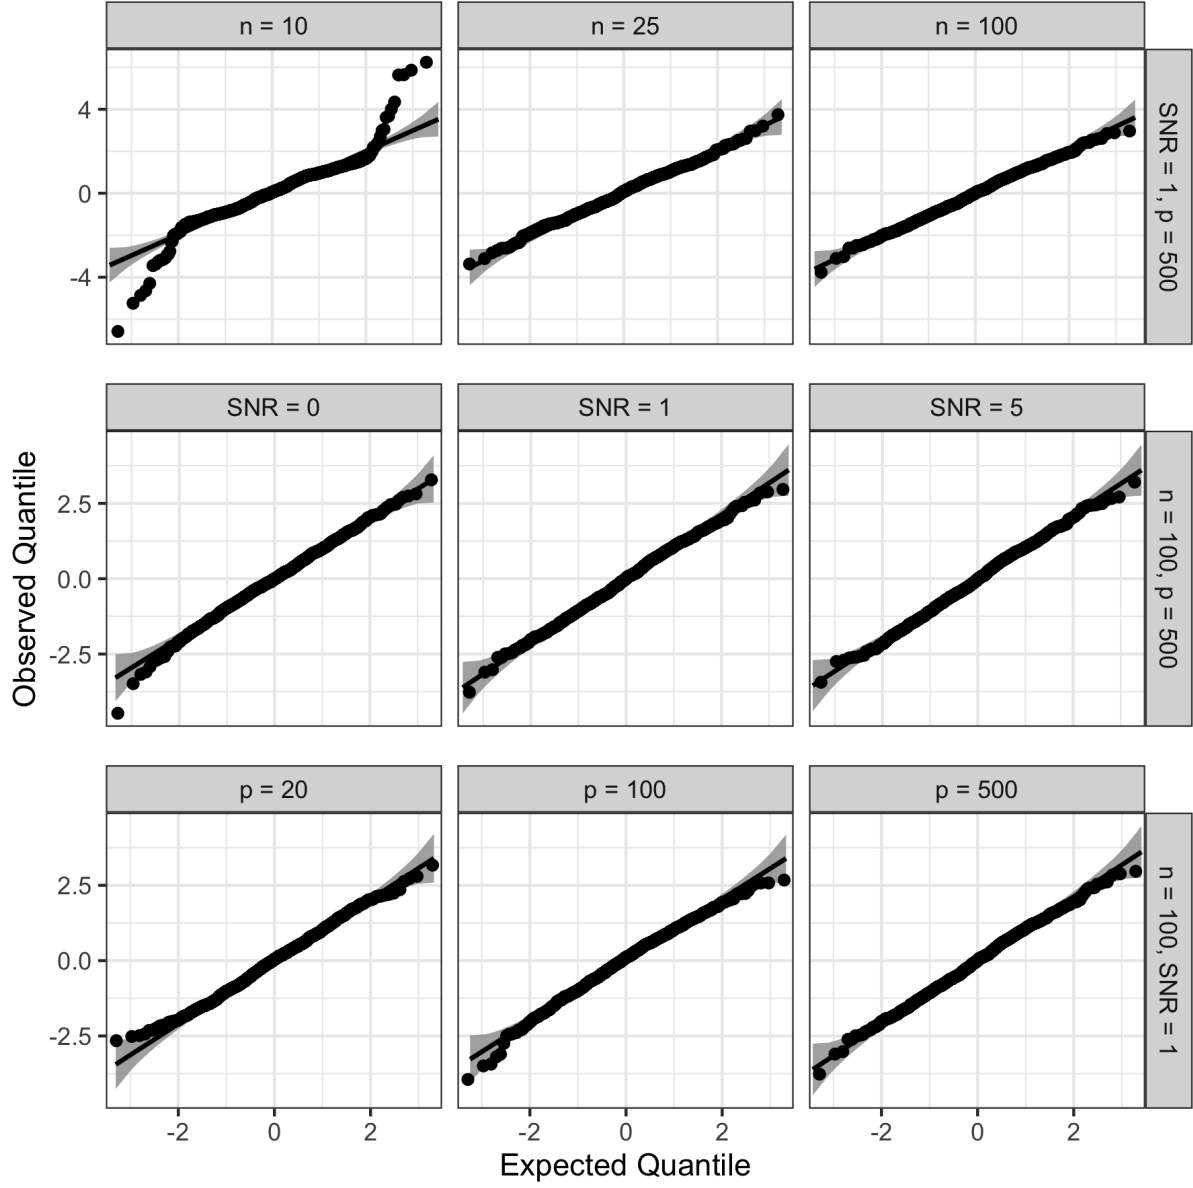 n = 10
n = 25
n = 100
4
0
-4
SNR = 1, p = 500
SNR = 0
SNR = 1
SNR = 5
Observed Quantile
2.5
0.0
-2.5
n = 100, p = 500
p = 20
p = 100
p = 500
2.5
0.0
-2.5
n = 100, SNR = 1
-2 0 2 -2 0 2 -2 0 2
Expected Quantile